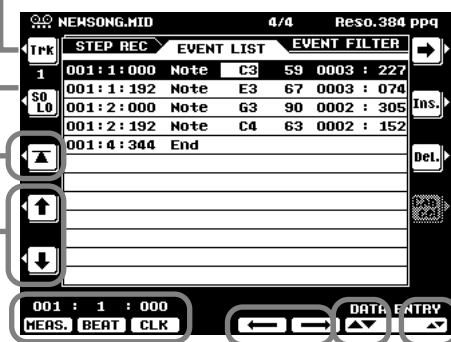 NEWSONG.MID 4/4 Reso.384 ppq
Trk STEP REC EVENT LIST EVENT FILTER
1
001:1:000 Note C3 59 0003 : 227
SO LO 001:1:192 Note E3 67 0003 : 074 Ins.
001:2:000 Note G3 90 0002 : 305
001:2:192 Note C4 63 0002 : 152
001:4:344 End
Del.
Can cel
001 : 1 : 000 DATA ENTRY
MEAS. BEAT CLK